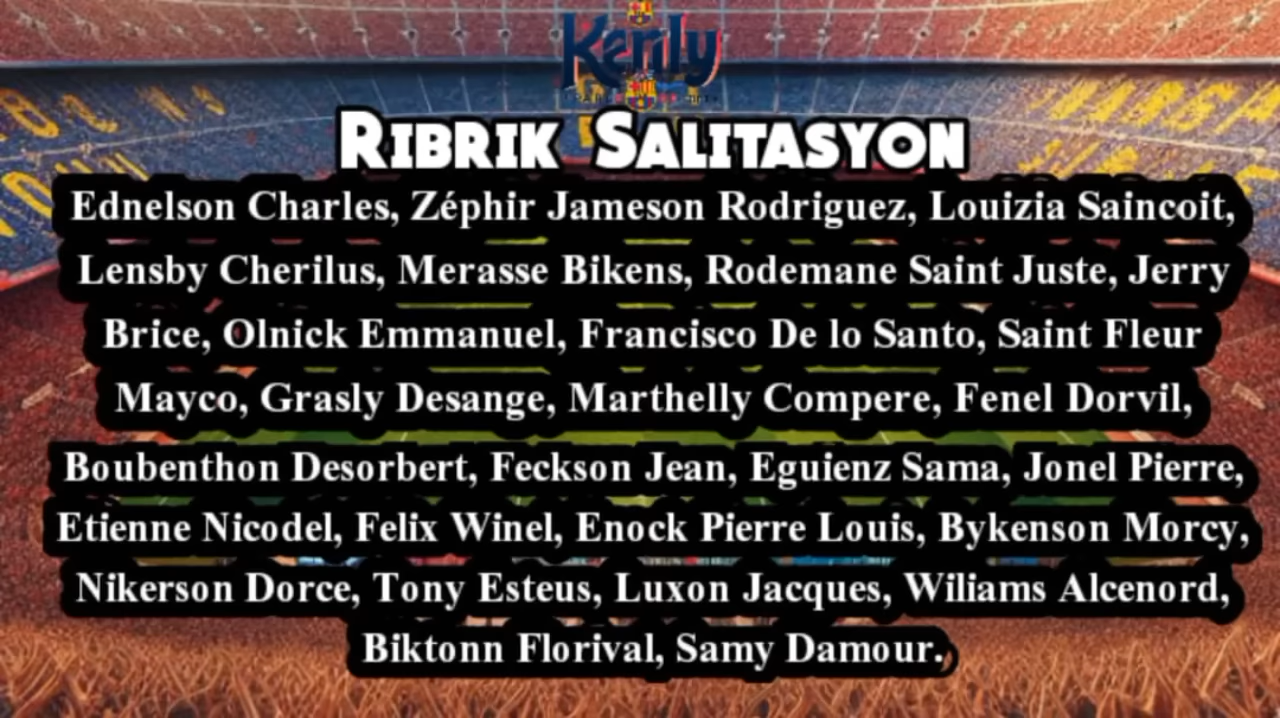 Kerily
RIBRIK SALITASYON
Ednelson Charles, Zéphir Jameson Rodriguez, Louizia Saincoit,
Lensby Cherilus, Merasse Bikens, Rodemane Saint Juste, Jerry
Brice, Olnick Emmanuel, Francisco De lo Santo, Saint Fleur
Mayco, Grasly Desange, Marthelly Compere, Fenel Dorvil,
Boubenthon Desorbert, Feckson Jean, Eguienz Sama, Jonel Pierre,
Etienne Nicodel, Felix Winel, Enock Pierre Louis, Bykenson Morcy,
Nikerson Dorce, Tony Esteus, Luxon Jacques, Wiliams Alcenord,
Biktonn Florival, Samy Damour.